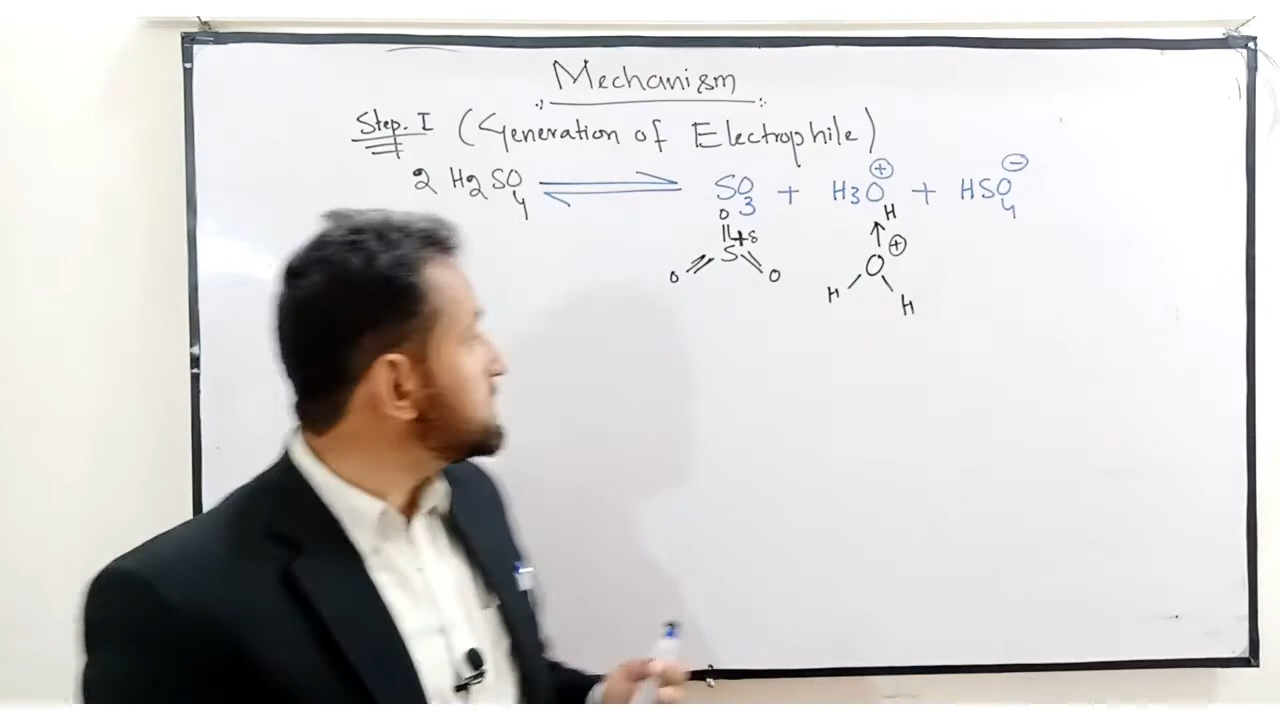 Mechanism
Step. I (Generation of Electrophile)
2 H2SO4 ⇌ SO3 + H3O⊕ + HSO4⊖
O H
+δ ⊕
S O
O O H H